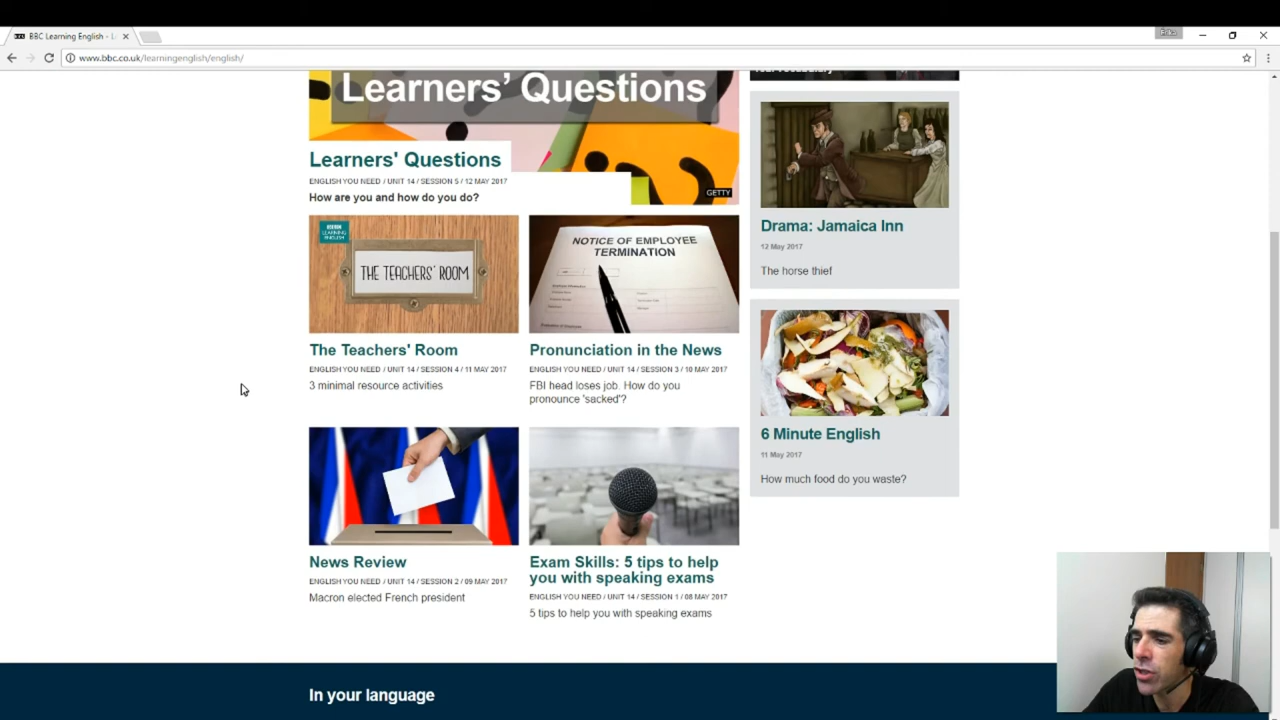 BBC Learning English - L
www.bbc.co.uk/learningenglish/english/
Learners' Questions
Learners' Questions
ENGLISH YOU NEED / UNIT 14 / SESSION 5 / 12 MAY 2017
How are you and how do you do?
GETTY
BBC
LEARNING
ENGLISH
THE TEACHERS' ROOM
The Teachers' Room
ENGLISH YOU NEED / UNIT 14 / SESSION 4 / 11 MAY 2017
3 minimal resource activities
NOTICE OF EMPLOYEE
TERMINATION
Pronunciation in the News
ENGLISH YOU NEED / UNIT 14 / SESSION 3 / 10 MAY 2017
FBI head loses job. How do you
pronounce 'sacked'?
News Review
ENGLISH YOU NEED / UNIT 14 / SESSION 2 / 09 MAY 2017
Macron elected French president
Exam Skills: 5 tips to help
you with speaking exams
ENGLISH YOU NEED / UNIT 14 / SESSION 1 / 08 MAY 2017
5 tips to help you with speaking exams
Drama: Jamaica Inn
12 May 2017
The horse thief
6 Minute English
11 May 2017
How much food do you waste?
In your language